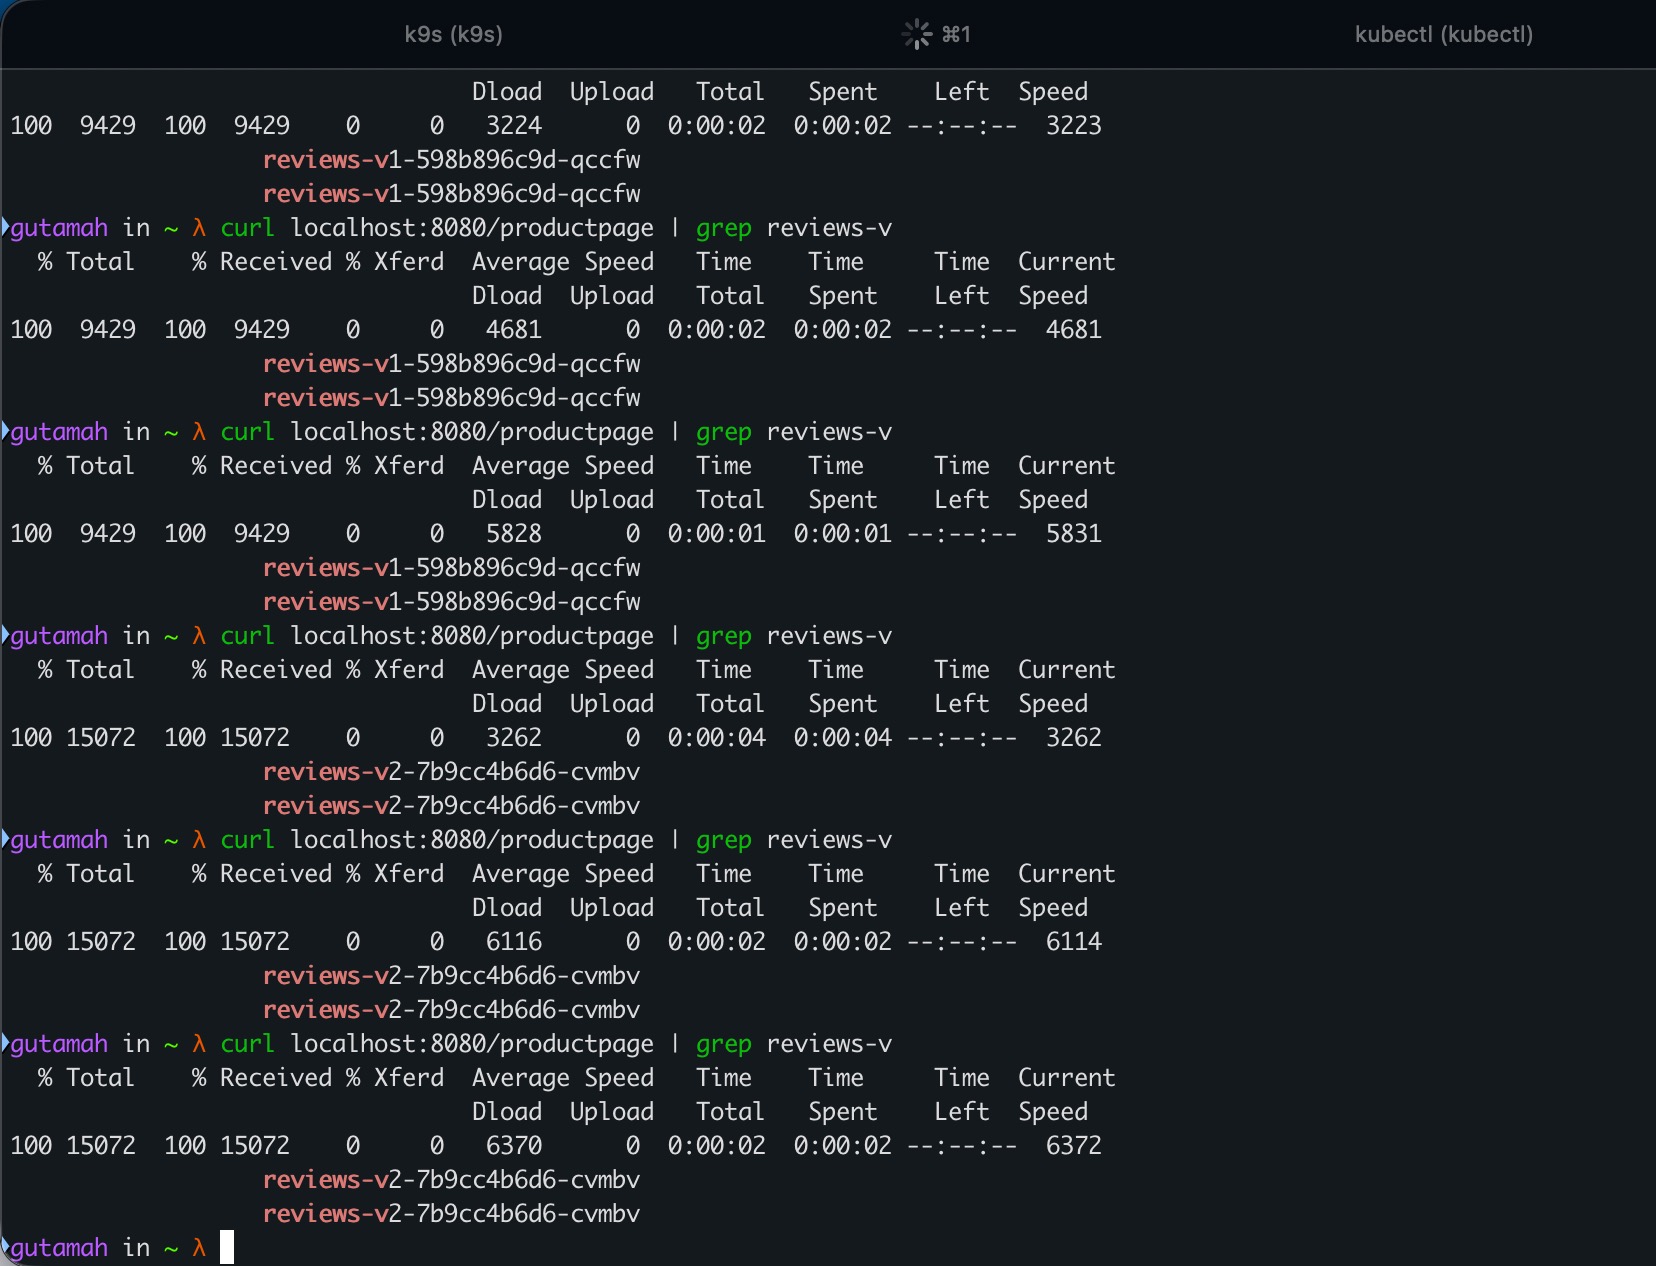 k9s (k9s) ⌘1 kubectl (kubectl)
Dload Upload Total Spent Left Speed
100 9429 100 9429 0 0 3224 0 0:00:02 0:00:02 --:--:-- 3223
reviews-v1-598b896c9d-qccfw
reviews-v1-598b896c9d-qccfw
gutamah in ~ λ curl localhost:8080/productpage | grep reviews-v
% Total % Received % Xferd Average Speed Time Time Time Current
Dload Upload Total Spent Left Speed
100 9429 100 9429 0 0 4681 0 0:00:02 0:00:02 --:--:-- 4681
reviews-v1-598b896c9d-qccfw
reviews-v1-598b896c9d-qccfw
gutamah in ~ λ curl localhost:8080/productpage | grep reviews-v
% Total % Received % Xferd Average Speed Time Time Time Current
Dload Upload Total Spent Left Speed
100 9429 100 9429 0 0 5828 0 0:00:01 0:00:01 --:--:-- 5831
reviews-v1-598b896c9d-qccfw
reviews-v1-598b896c9d-qccfw
gutamah in ~ λ curl localhost:8080/productpage | grep reviews-v
% Total % Received % Xferd Average Speed Time Time Time Current
Dload Upload Total Spent Left Speed
100 15072 100 15072 0 0 3262 0 0:00:04 0:00:04 --:--:-- 3262
reviews-v2-7b9cc4b6d6-cvmbv
reviews-v2-7b9cc4b6d6-cvmbv
gutamah in ~ λ curl localhost:8080/productpage | grep reviews-v
% Total % Received % Xferd Average Speed Time Time Time Current
Dload Upload Total Spent Left Speed
100 15072 100 15072 0 0 6116 0 0:00:02 0:00:02 --:--:-- 6114
reviews-v2-7b9cc4b6d6-cvmbv
reviews-v2-7b9cc4b6d6-cvmbv
gutamah in ~ λ curl localhost:8080/productpage | grep reviews-v
% Total % Received % Xferd Average Speed Time Time Time Current
Dload Upload Total Spent Left Speed
100 15072 100 15072 0 0 6370 0 0:00:02 0:00:02 --:--:-- 6372
reviews-v2-7b9cc4b6d6-cvmbv
reviews-v2-7b9cc4b6d6-cvmbv
gutamah in ~ λ